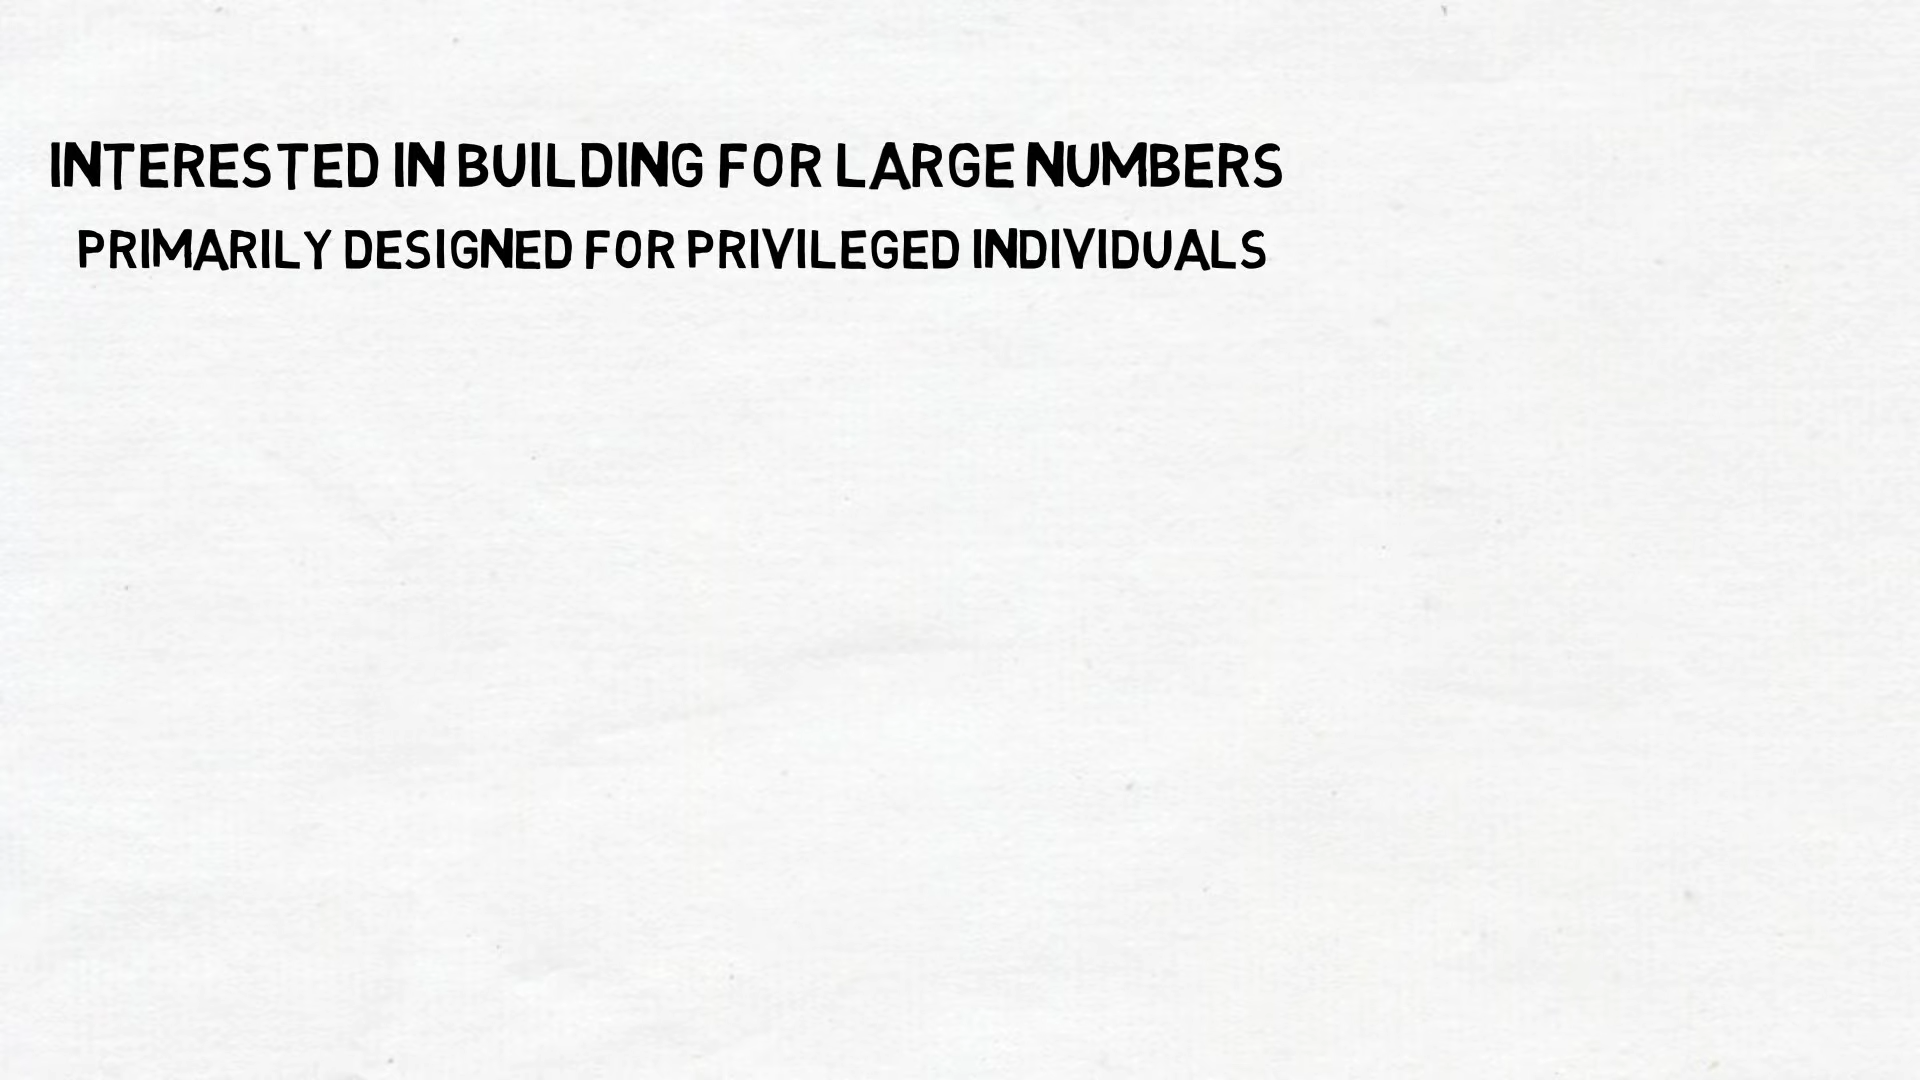 INTERESTED IN BUILDING FOR LARGE NUMBERS
PRIMARILY DESIGNED FOR PRIVILEGED INDIVIDUALS